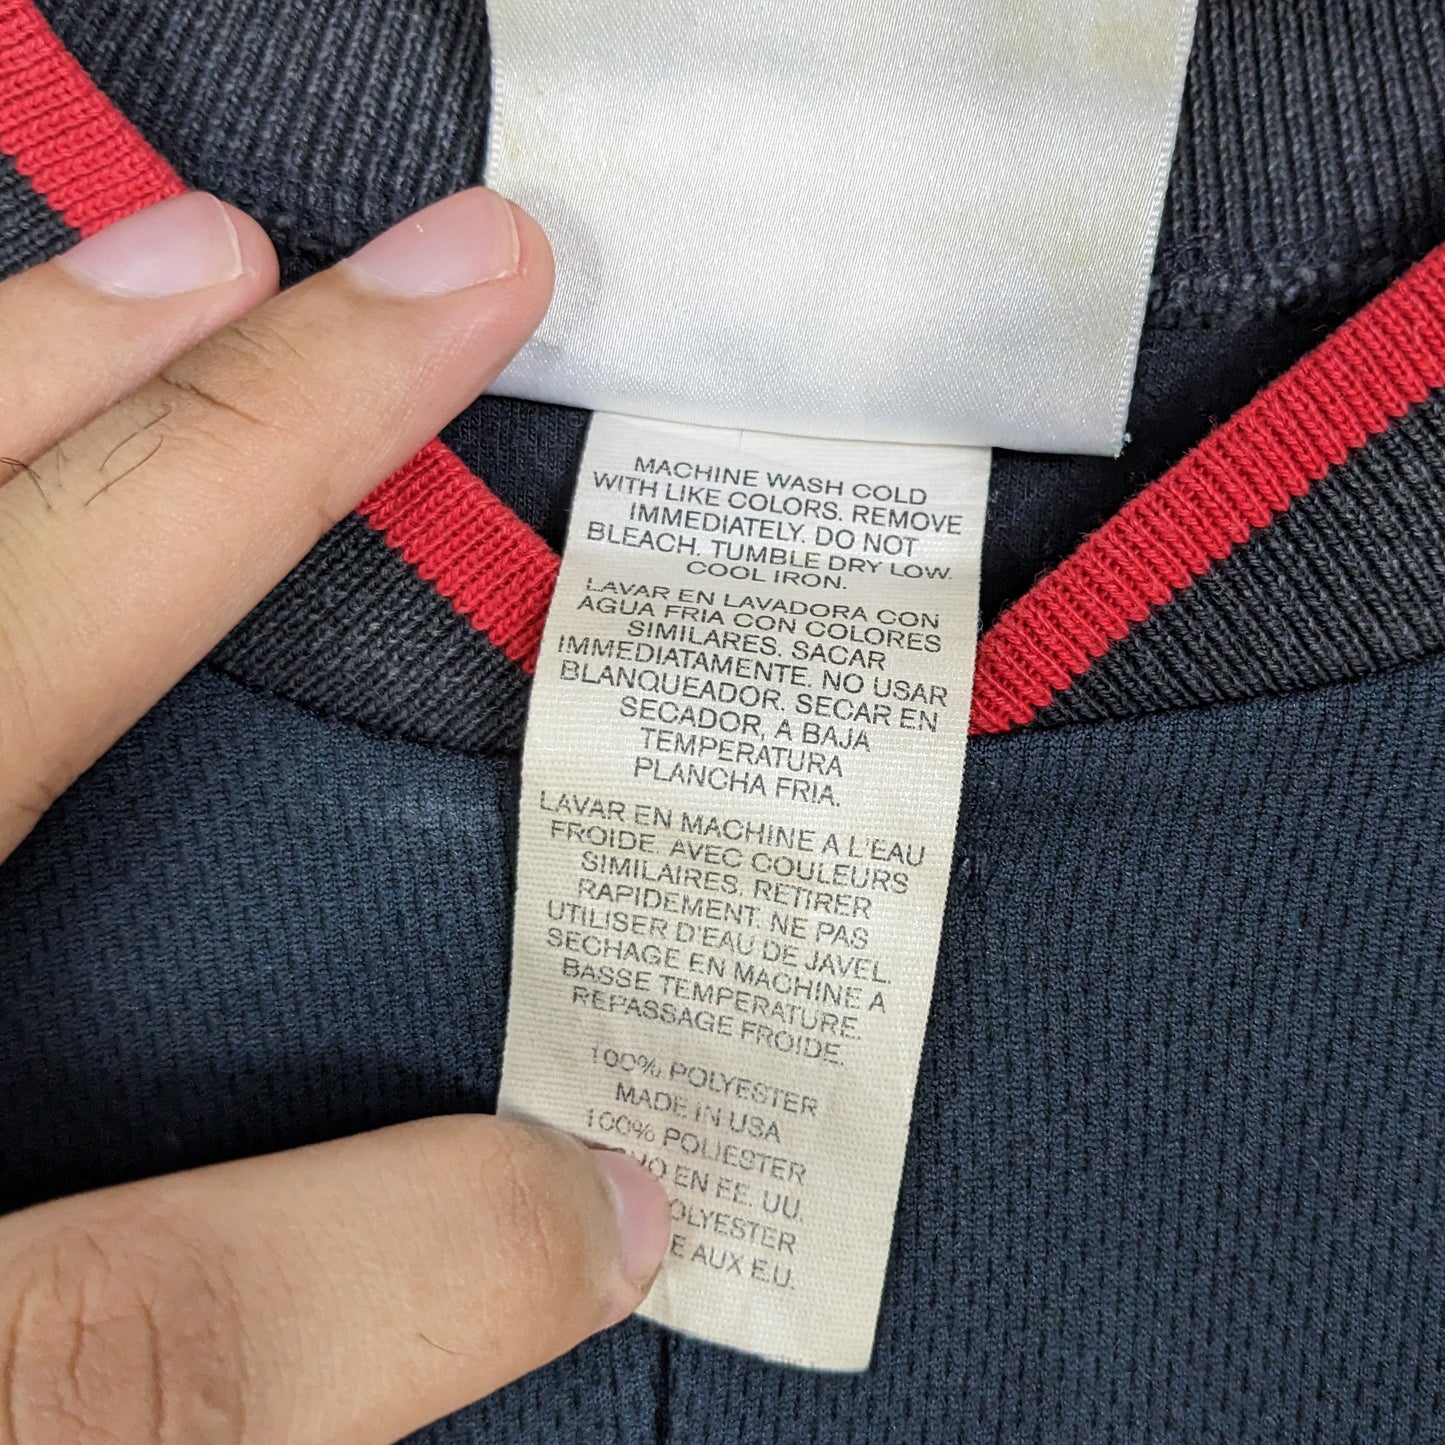 MACHINE WASH COLD
WITH LIKE COLORS. REMOVE
IMMEDIATELY. DO NOT
BLEACH. TUMBLE DRY LOW.
COOL IRON.
LAVAR EN LAVADORA CON
AGUA FRIA CON COLORES
SIMILARES. SACAR
IMMEDIATAMENTE. NO USAR
BLANQUEADOR. SECAR EN
SECADOR, A BAJA
TEMPERATURA
PLANCHA FRIA.
LAVAR EN MACHINE A L'EAU
FROIDE. AVEC COULEURS
SIMILAIRES. RETIRER
RAPIDEMENT. NE PAS
UTILISER D'EAU DE JAVEL.
SECHAGE EN MACHINE A
BASSE TEMPERATURE.
REPASSAGE FROIDE.
100% POLYESTER
MADE IN USA
100% POLIESTER
EN EE. UU.
AUX E.U.